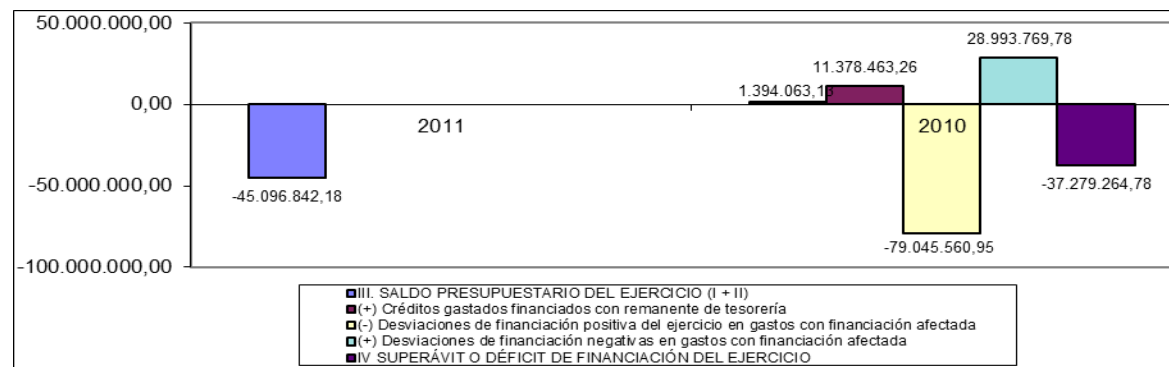 50.000.000,00
28.993.769,78
11.378.463,26
1.394.063,13
0,00
2011
2010
-50.000.000,00
-45.096.842,18
-37.279.264,78
-79.045.560,95
-100.000.000,00
III. SALDO PRESUPUESTARIO DEL EJERCICIO (I + II)
(+) Créditos gastados financiados con remanente de tesorería
(-) Desviaciones de financiación positiva del ejercicio en gastos con financiación afectada
(+) Desviaciones de financiación negativas en gastos con financiación afectada
IV SUPERÁVIT O DÉFICIT DE FINANCIACIÓN DEL EJERCICIO